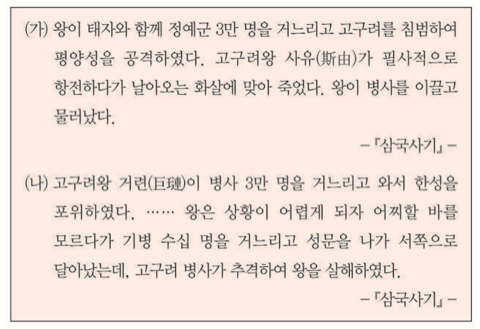 (가) 왕이 태자와 함께 정예군 3만 명을 거느리고 고구려를 침범하여
평양성을 공격하였다. 고구려왕 사유(斯由)가 필사적으로
항전하다가 날아오는 화살에 맞아 죽었다. 왕이 병사를 이끌고
물러났다.
-『삼국사기』-
(나) 고구려왕 거련(巨璉)이 병사 3만 명을 거느리고 와서 한성을
포위하였다. …… 왕은 상황이 어렵게 되자 어찌할 바를
모르다가 기병 수십 명을 거느리고 성문을 나가 서쪽으로
달아났는데, 고구려 병사가 추격하여 왕을 살해하였다.
-『삼국사기』-